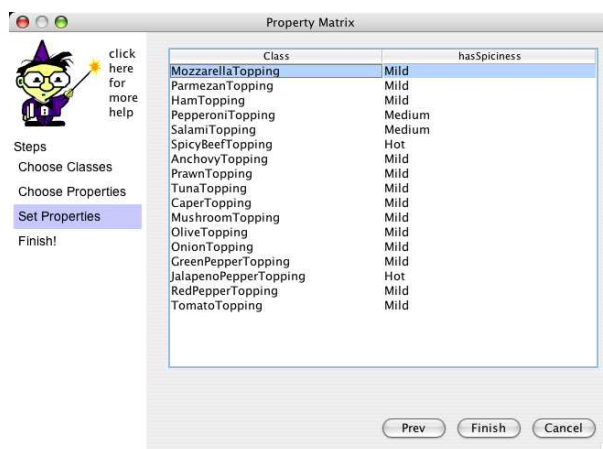 Property Matrix
click
here
for
more
help
Steps
Choose Classes
Choose Properties
Set Properties
Finish!
Class hasSpiciness
MozzarellaTopping Mild
ParmezanTopping Mild
HamTopping Mild
PepperoniTopping Medium
SalamiTopping Medium
SpicyBeefTopping Hot
AnchovyTopping Mild
PrawnTopping Mild
TunaTopping Mild
CaperTopping Mild
MushroomTopping Mild
OliveTopping Mild
OnionTopping Mild
GreenPepperTopping Mild
JalapenoPepperTopping Hot
RedPepperTopping Mild
TomatoTopping Mild
Prev Finish Cancel